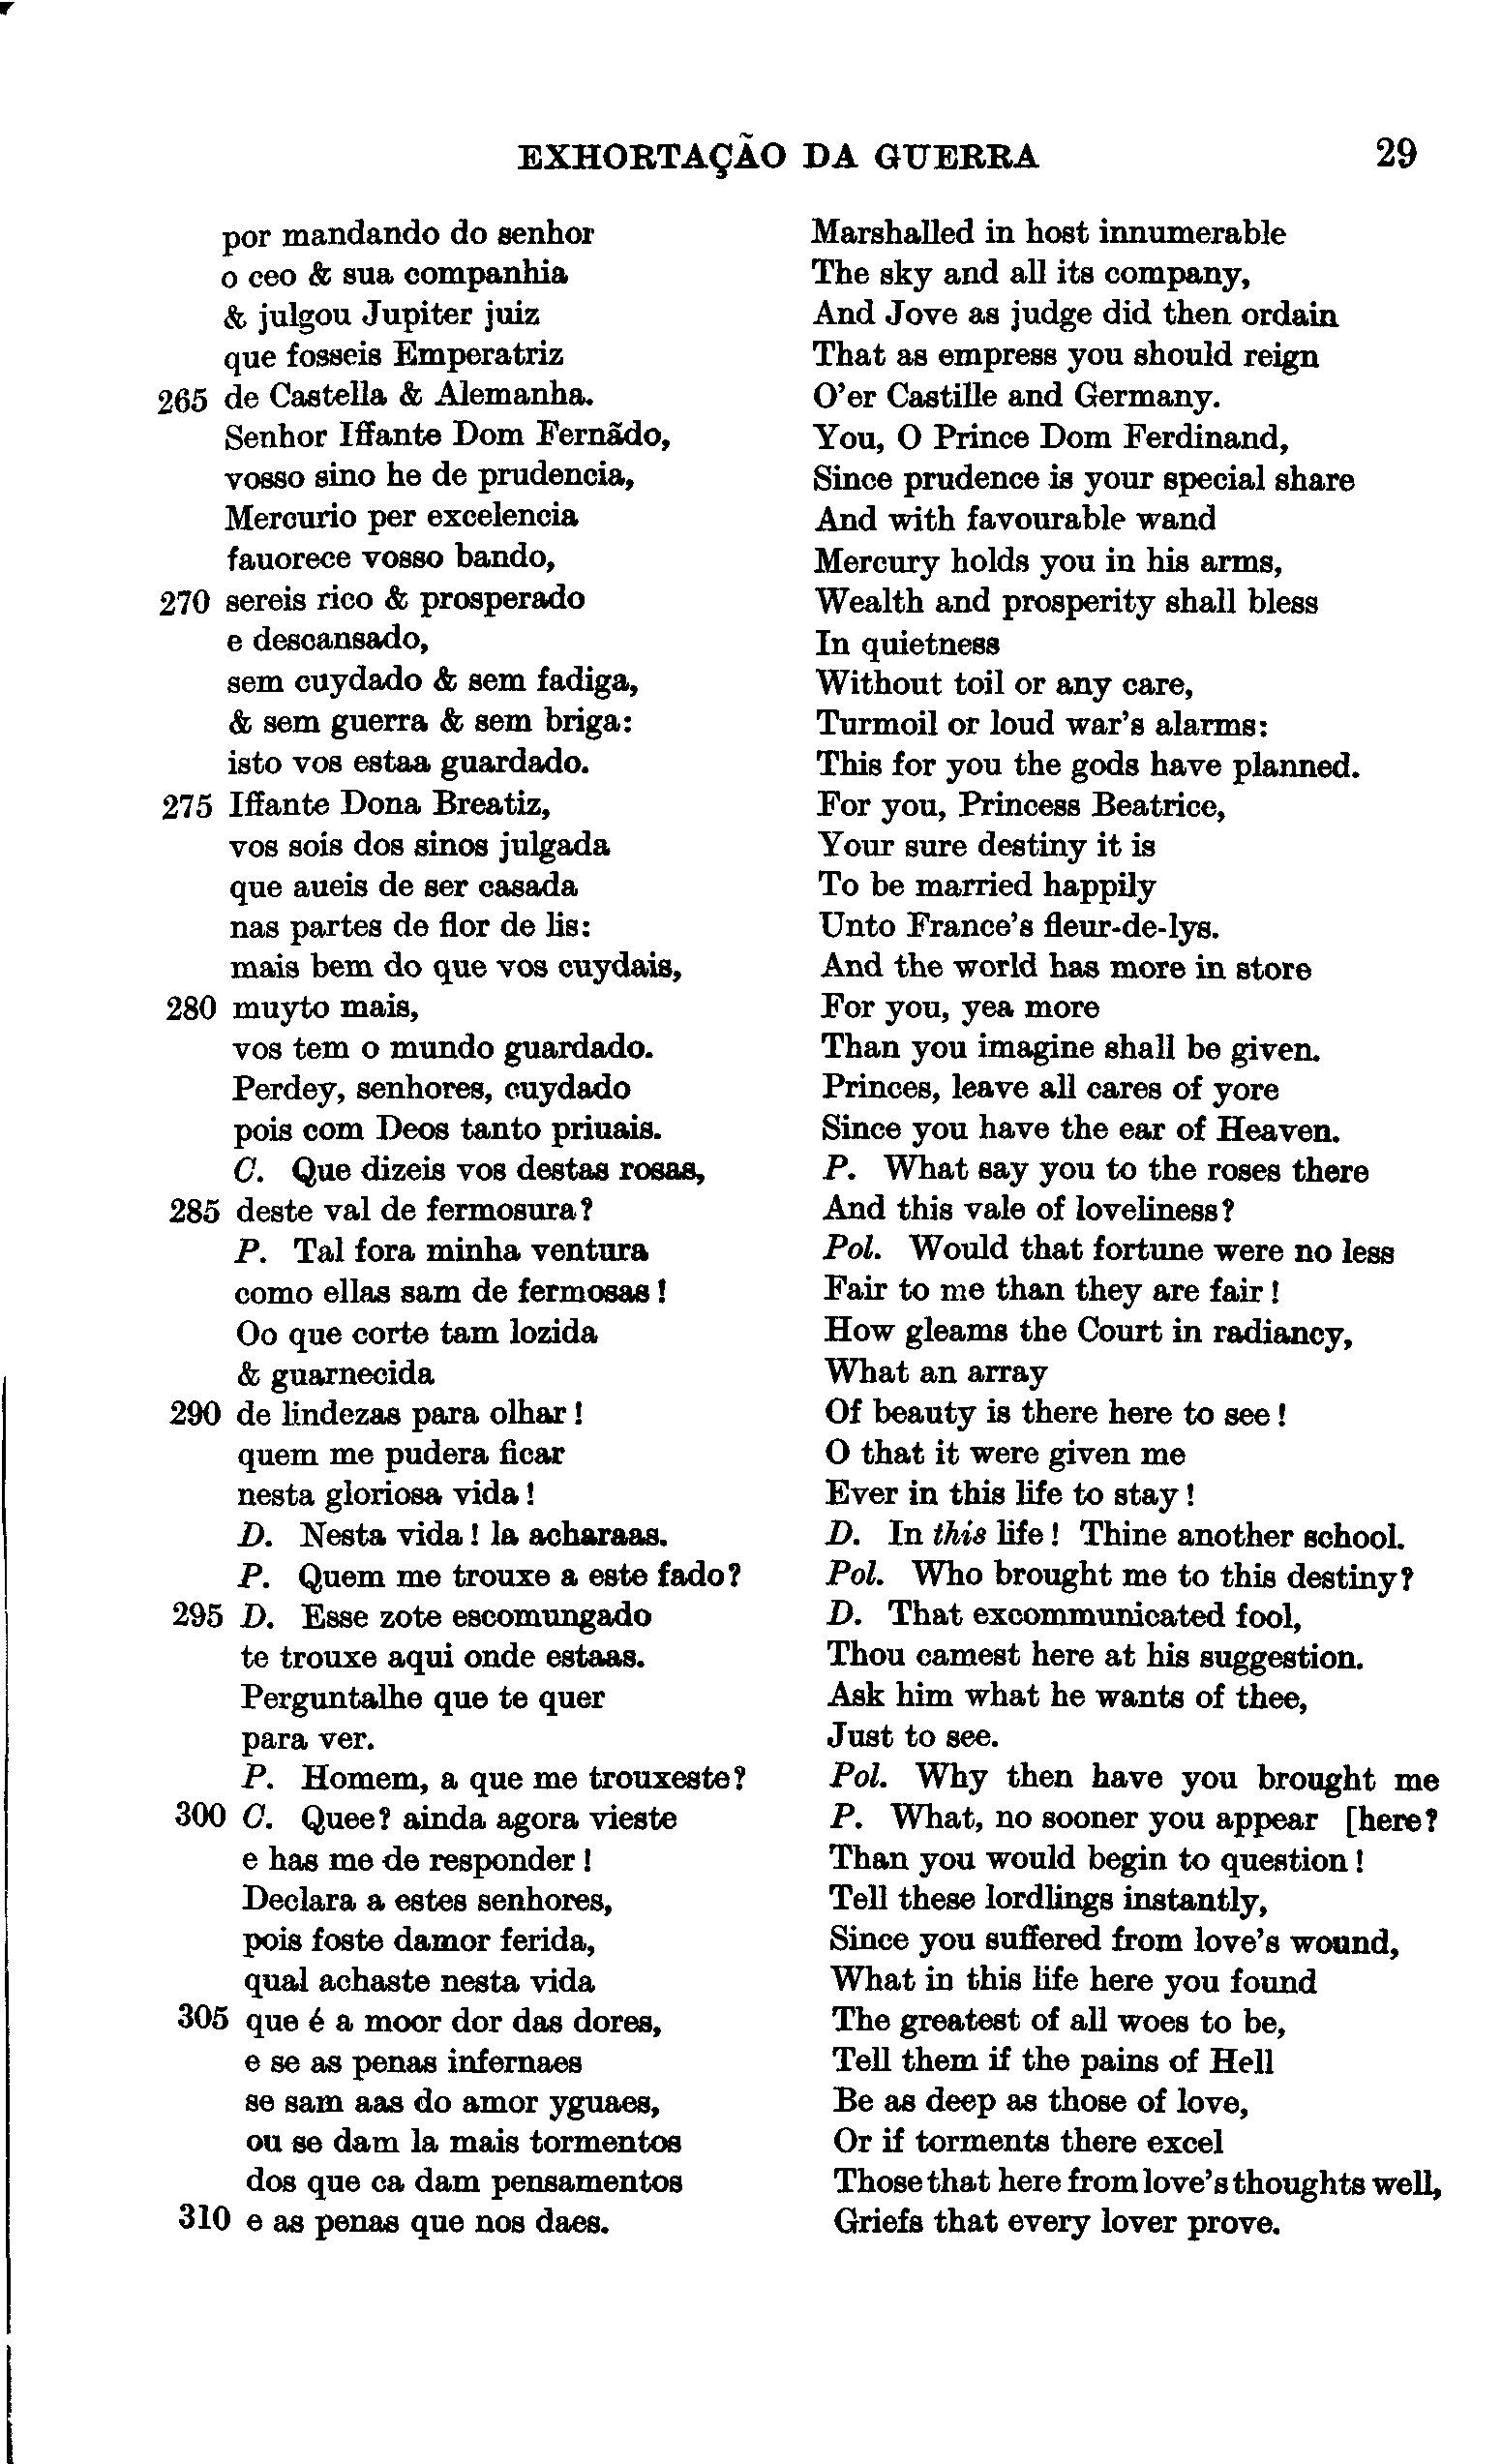 EXHORTAÇÃO DA GUERRA 29
por mandando do senhor
o ceo & sua companhia
& julgou Jupiter juiz
que fosseis Emperatriz
265 de Castella & Alemanha.
Senhor Iffante Dom Fernãdo,
vosso sino he de prudencia,
Mercurio per excelencia
fauorece vosso bando,
270 sereis rico & prosperado
e descansado,
sem cuydado & sem fadiga,
& sem guerra & sem briga:
isto vos estaa guardado.
275 Iffante Dona Breatiz,
vos sois dos sinos julgada
que aueis de ser casada
nas partes de flor de lis:
mais bem do que vos cuydais,
280 muyto mais,
vos tem o mundo guardado.
Perdey, senhores, cuydado
pois com Deos tanto priuais.
C. Que dizeis vos destas rosas,
285 deste val de fermosura?
P. Tal fora minha ventura
como ellas sam de fermosas!
Oo que corte tam lozida
& guarnecida
290 de lindezas para olhar!
quem me pudera ficar
nesta gloriosa vida!
D. Nesta vida! la acharaas.
P. Quem me trouxe a este fado?
295 D. Esse zote escomungado
te trouxe aqui onde estaas.
Perguntalhe que te quer
para ver.
P. Homem, a que me trouxeste?
300 C. Quee? ainda agora vieste
e has me de responder!
Declara a estes senhores,
pois foste damor ferida,
qual achaste nesta vida
305 que é a moor dor das dores,
e se as penas infernaes
se sam aas do amor yguaes,
ou se dam la mais tormentos
dos que ca dam pensamentos
310 e as penas que nos daes.
Marshalled in host innumerable
The sky and all its company,
And Jove as judge did then ordain
That as empress you should reign
O'er Castille and Germany.
You, O Prince Dom Ferdinand,
Since prudence is your special share
And with favourable wand
Mercury holds you in his arms,
Wealth and prosperity shall bless
In quietness
Without toil or any care,
Turmoil or loud war's alarms:
This for you the gods have planned.
For you, Princess Beatrice,
Your sure destiny it is
To be married happily
Unto France's fleur-de-lys.
And the world has more in store
For you, yea more
Than you imagine shall be given.
Princes, leave all cares of yore
Since you have the ear of Heaven.
P. What say you to the roses there
And this vale of loveliness?
Pol. Would that fortune were no less
Fair to me than they are fair!
How gleams the Court in radiancy,
What an array
Of beauty is there here to see!
O that it were given me
Ever in this life to stay!
D. In this life! Thine another school.
Pol. Who brought me to this destiny?
D. That excommunicated fool,
Thou camest here at his suggestion.
Ask him what he wants of thee,
Just to see.
Pol. Why then have you brought me
P. What, no sooner you appear [here?
Than you would begin to question!
Tell these lordlings instantly,
Since you suffered from love's wound,
What in this life here you found
The greatest of all woes to be,
Tell them if the pains of Hell
Be as deep as those of love,
Or if torments there excel
Those that here from love's thoughts well,
Griefs that every lover prove.